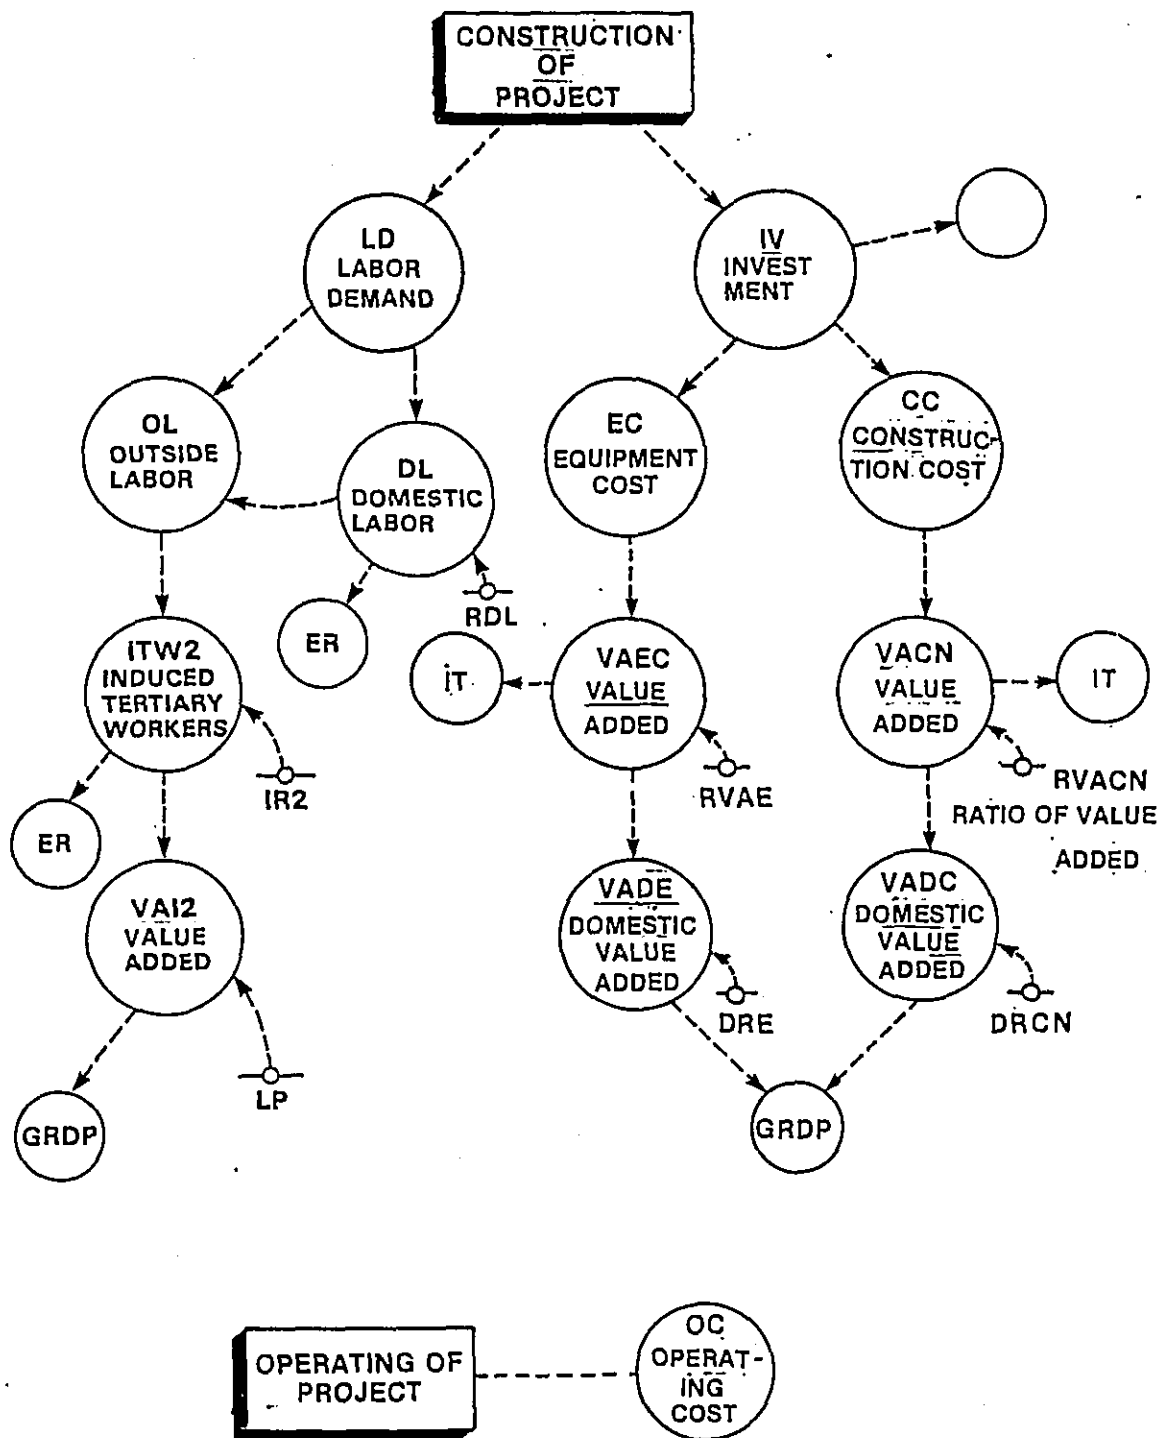 CONSTRUCTION
OF
PROJECT
LD
LABOR
DEMAND
IV
INVEST
MENT
OL
OUTSIDE
LABOR
DL
DOMESTIC
LABOR
EC
EQUIPMENT
COST
CC
CONSTRUC-
TION COST
RDL
ER
ITW2
INDUCED
TERTIARY
WORKERS
IT
VAEC
VALUE
ADDED
VACN
VALUE
ADDED
IT
IR2
RVAE
RVACN
RATIO OF VALUE
ADDED
ER
VAI2
VALUE
ADDED
VADE
DOMESTIC
VALUE
ADDED
VADC
DOMESTIC
VALUE
ADDED
DRE
DRCN
LP
GRDP
GRDP
OPERATING OF
PROJECT
OC
OPERAT-
ING
COST